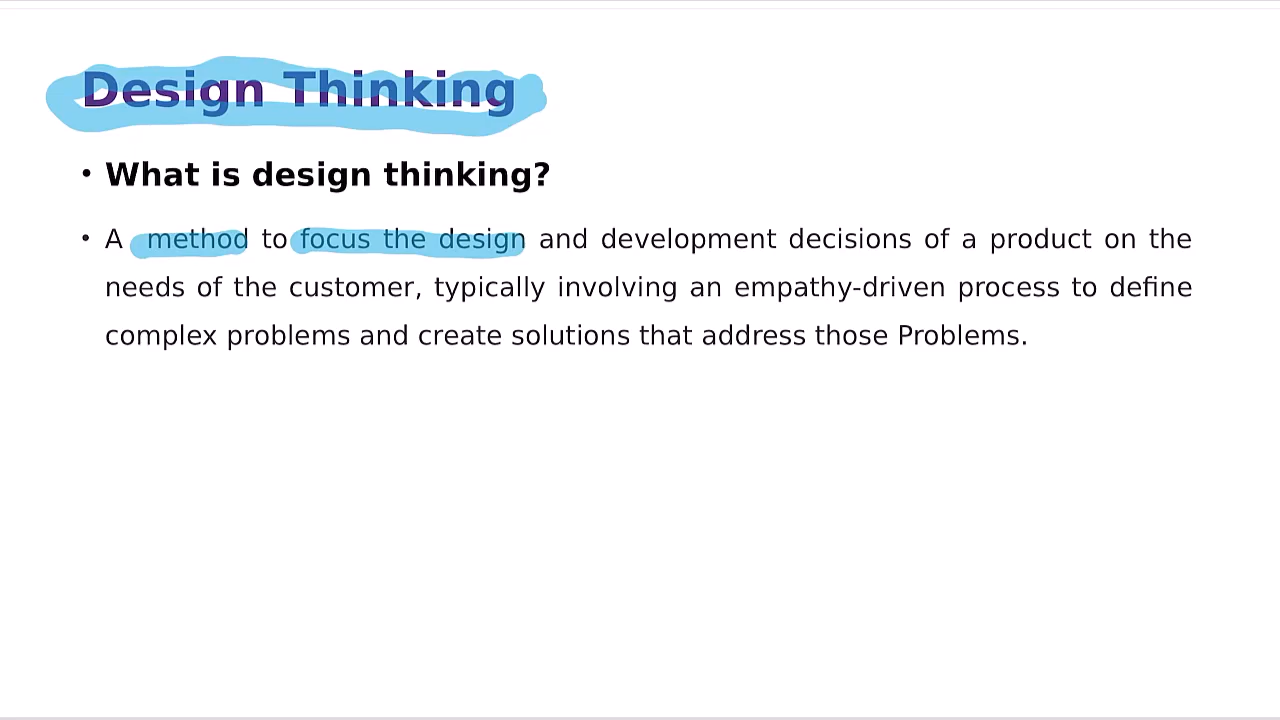 Design Thinking
• What is design thinking?
• A method to focus the design and development decisions of a product on the
needs of the customer, typically involving an empathy-driven process to define
complex problems and create solutions that address those Problems.